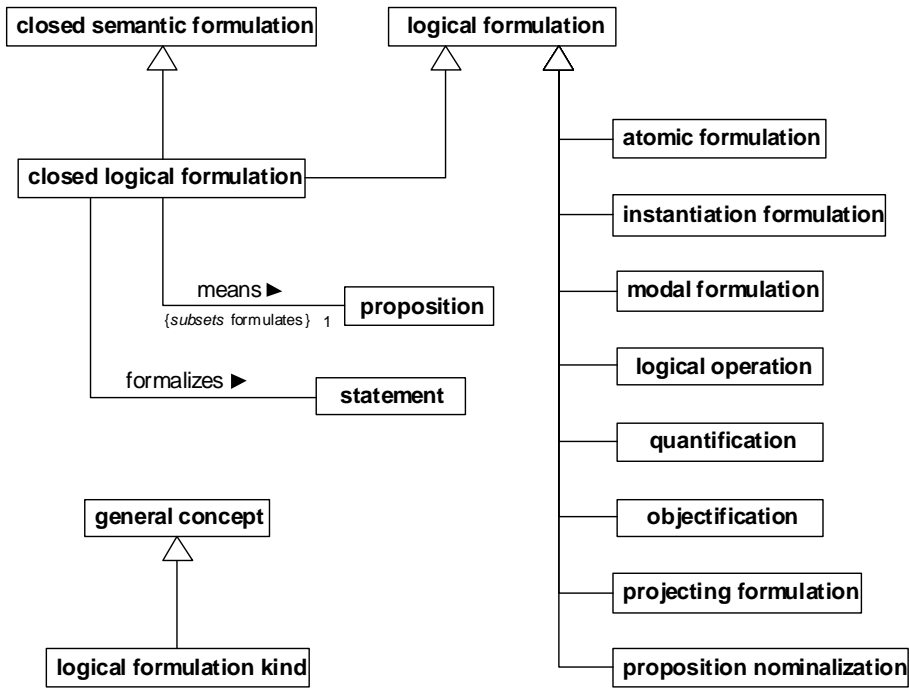 closed semantic formulation
logical formulation
atomic formulation
closed logical formulation
instantiation formulation
means ►
modal formulation
proposition
{subsets formulates} 1
logical operation
formalizes ►
statement
quantification
general concept
objectification
projecting formulation
logical formulation kind
proposition nominalization